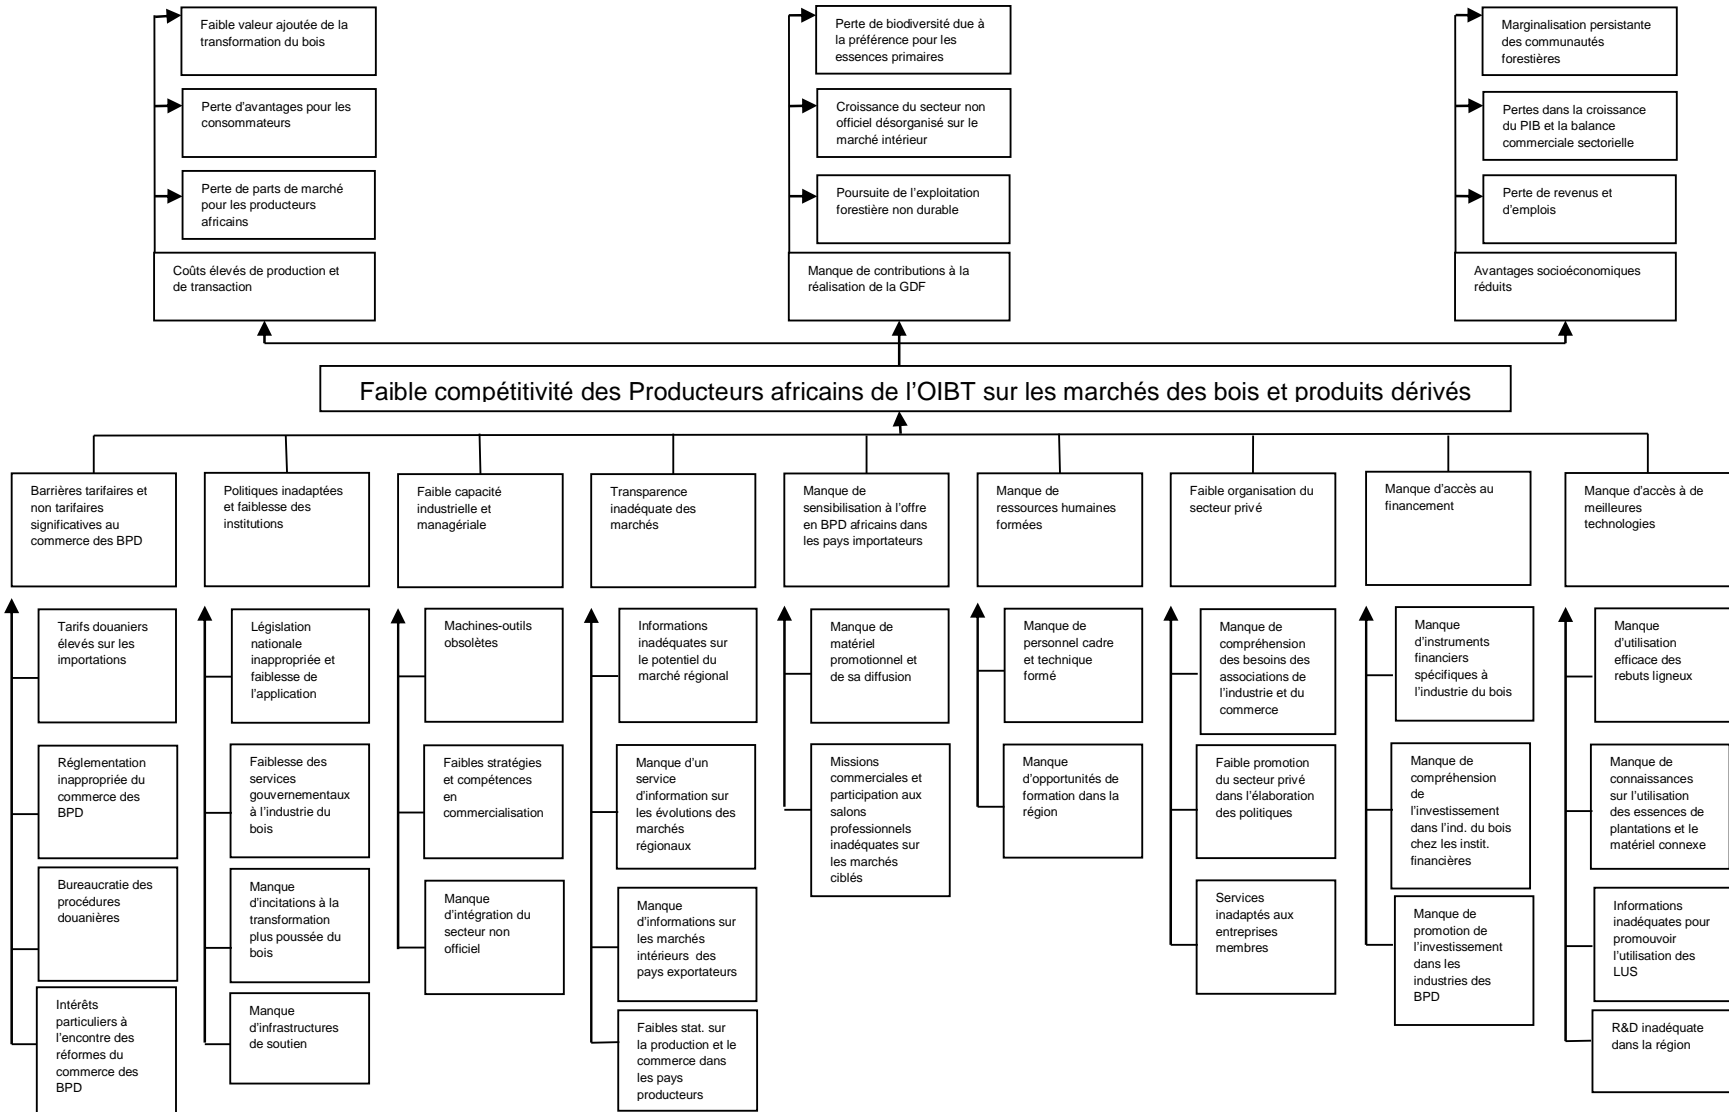 Faible valeur ajoutée de la
transformation du bois
Perte d'avantages pour les
consommateurs
Perte de parts de marché
pour les producteurs
africains
Coûts élevés de production et
de transaction
Perte de biodiversité due à
la préférence pour les
essences primaires
Croissance du secteur non
officiel désorganisé sur le
marché intérieur
Poursuite de l'exploitation
forestière non durable
Manque de contributions à la
réalisation de la GDF
Marginalisation persistante
des communautés
forestières
Pertes dans la croissance
du PIB et la balance
commerciale sectorielle
Perte de revenus et
d'emplois
Avantages socioéconomiques
réduits
Faible compétitivité des Producteurs africains de l'OIBT sur les marchés des bois et produits dérivés
Barrières tarifaires et
non tarifaires
significatives au
commerce des BPD
Tarifs douaniers
élevés sur les
importations
Réglementation
inappropriée du
commerce des
BPD
Bureaucratie des
procédures
douanières
Intérêts
particuliers à
l'encontre des
réformes du
commerce des
BPD
Politiques inadaptées
et faiblesse des
institutions
Législation
nationale
inappropriée et
faiblesse de
l'application
Faiblesse des
services
gouvernementaux
à l'industrie du
bois
Manque
d'incitations à la
transformation
plus poussée du
bois
Manque
d'infrastructures
de soutien
Faible capacité
industrielle et
managériale
Machines-outils
obsolètes
Faibles stratégies
et compétences
en
commercialisation
Manque
d'intégration du
secteur non
officiel
Transparence
inadéquate des
marchés
Informations
inadéquates sur
le potentiel du
marché régional
Manque d'un
service
d'information sur
les évolutions des
marchés
régionaux
Manque
d'informations sur
les marchés
intérieurs des
pays exportateurs
Faibles stat. sur
la production et le
commerce dans
les pays
producteurs
Manque de
sensibilisation à l'offre
en BPD africains dans
les pays importateurs
Manque de
matériel
promotionnel et
de sa diffusion
Missions
commerciales et
participation aux
salons
professionnels
inadéquates sur
les marchés
ciblés
Manque de
ressources humaines
formées
Manque de
personnel cadre
et technique
formé
Manque
d'opportunités de
formation dans la
région
Faible organisation du
secteur privé
Manque de
compréhension
des besoins des
associations de
l'industrie et du
commerce
Faible promotion
du secteur privé
dans l'élaboration
des politiques
Services
inadaptés aux
entreprises
membres
Manque d'accès au
financement
Manque
d'instruments
financiers
spécifiques à
l'industrie du bois
Manque de
compréhension
de
l'investissement
dans l'ind. du bois
chez les instit.
financières
Manque de
promotion de
l'investissement
dans les
industries des
BPD
Manque d'accès à de
meilleures
technologies
Manque
d'utilisation
efficace des
rebuts ligneux
Manque de
connaissances
sur l'utilisation
des essences de
plantations et le
matériel connexe
Informations
inadéquates pour
promouvoir
l'utilisation des
LUS
R&D inadéquate
dans la région